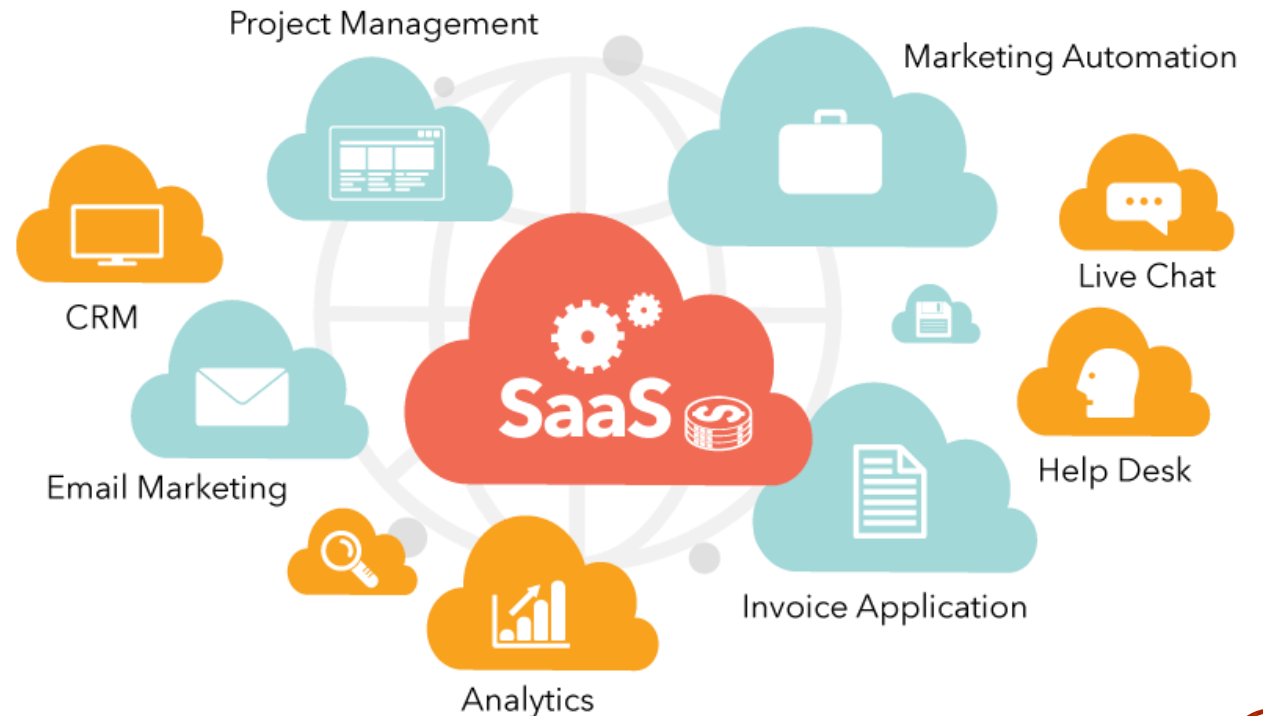 Project Management
Marketing Automation
Live Chat
CRM
SaaS
Help Desk
Email Marketing
Invoice Application
Analytics